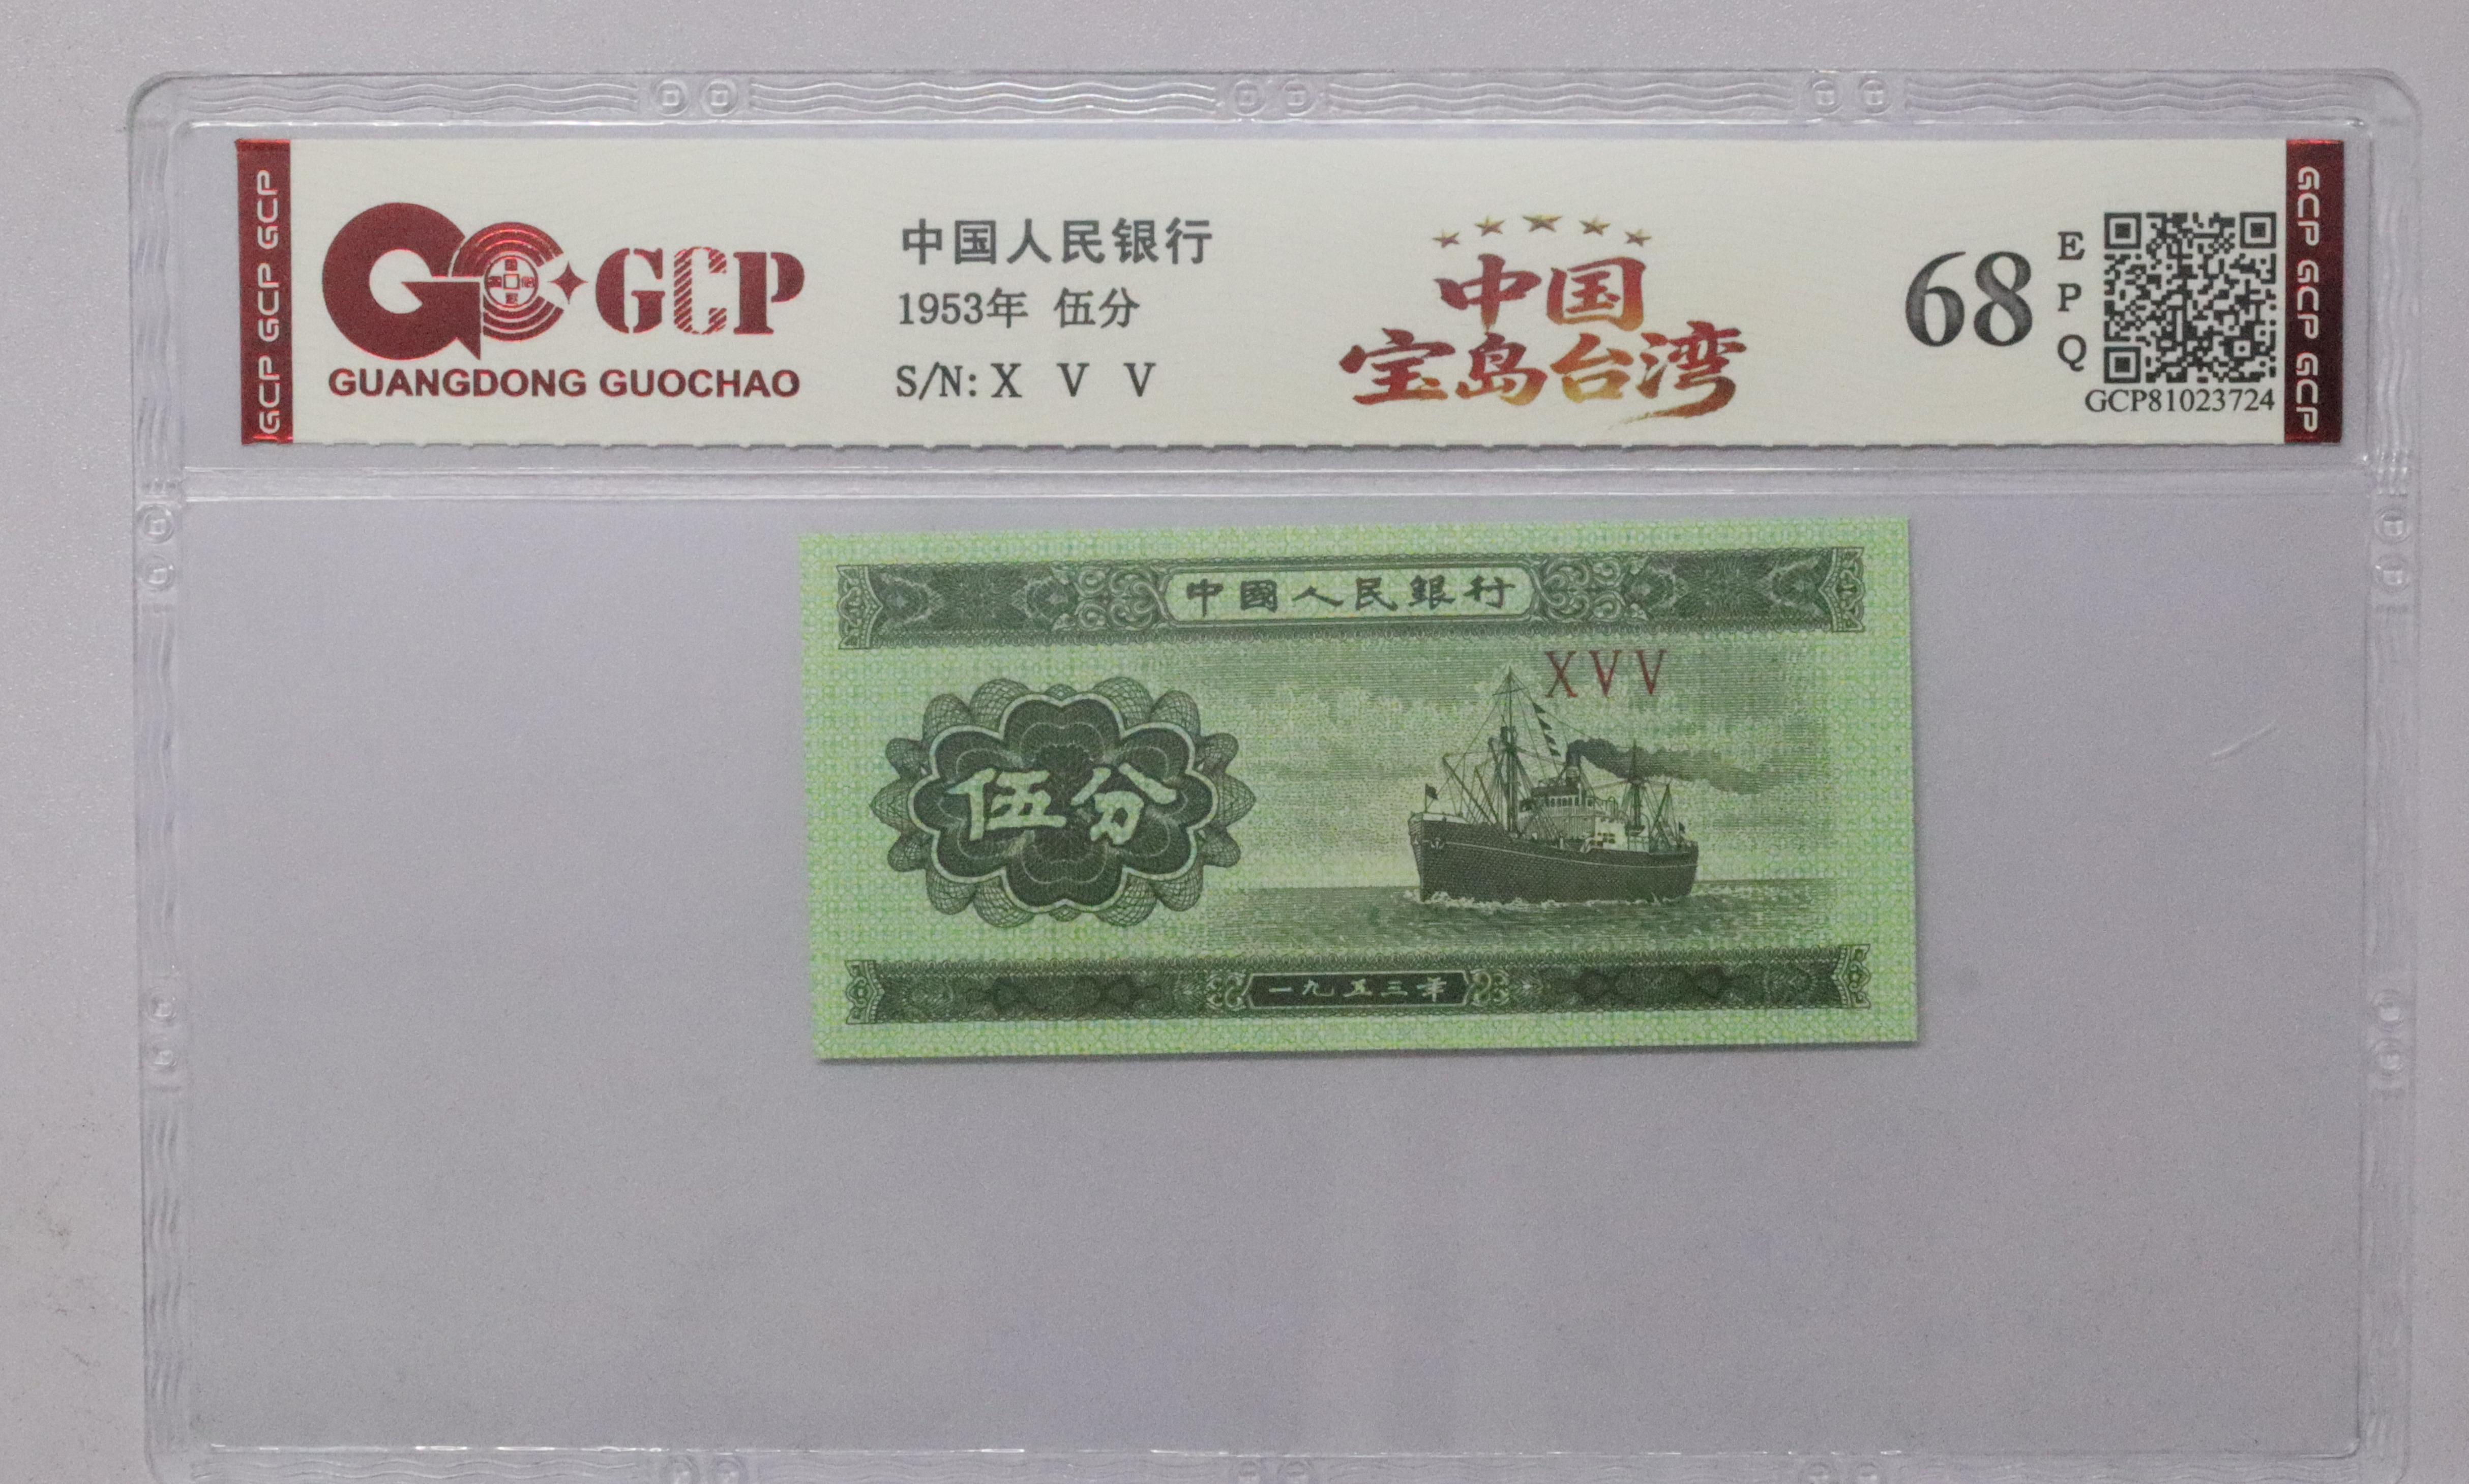 GCP GCP GCP
GCP
GUANGDONG GUOCHAO
中国人民银行
1953年 伍分
S/N: X V V
中国
宝岛台湾
68
E
P
Q
GCP81023724
GCP GCP GCP
中國人民銀行
XVV
伍分
一九五三年